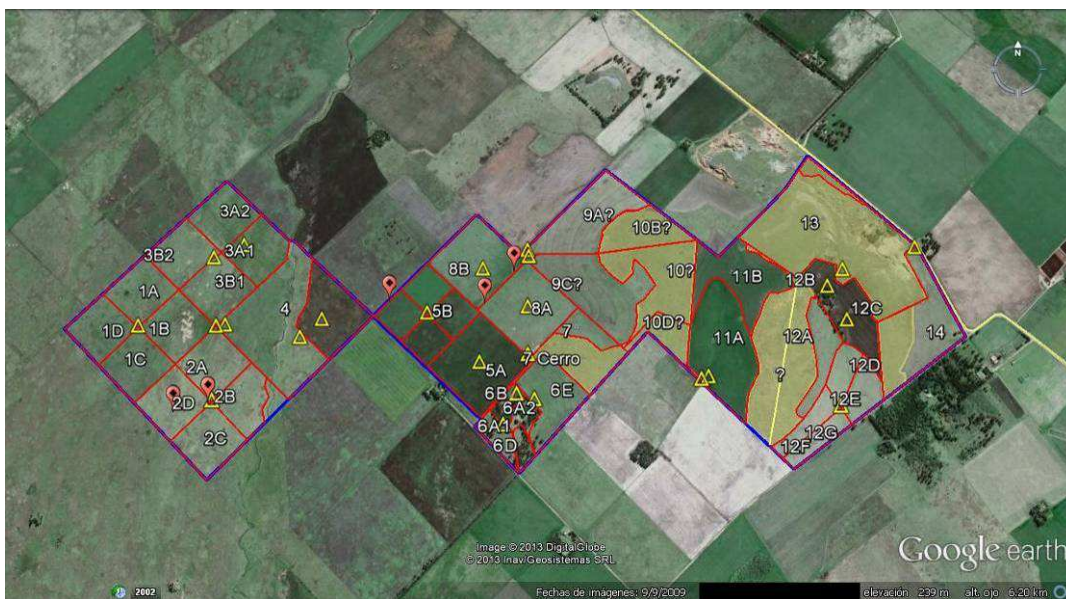 N
3A2
9A?
10B?
13
3A1
3B2
3B1
8B
10?
11B
12B
1A
9C?
4
5B
8A
12C
1D
1B
10D?
7
11A
12A
14
1C
2A
5A
7 Cerro
12D
?
2D
2B
6B
6E
6A2
12E
2C
6A1
12G
6D
12F
Image © 2013 DigitalGlobe
© 2013 Inav/Geosistemas SRL
Google earth
2002
Fechas de imágenes: 9/9/2009
elevación 239 m
alt. ojo 6.20 km